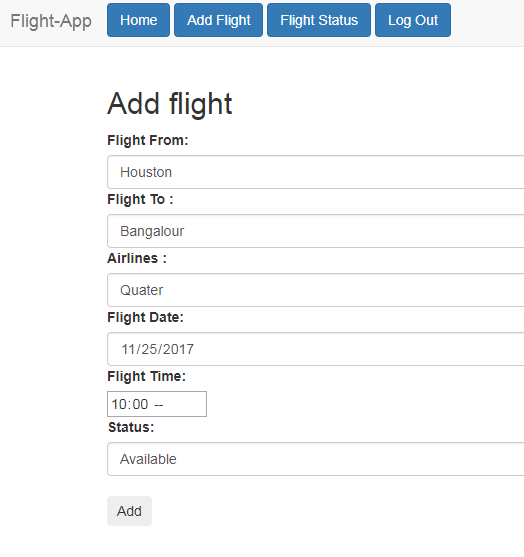 Flight-App Home Add Flight Flight Status Log Out
Add flight
Flight From:
Houston
Flight To :
Bangalour
Airlines :
Quater
Flight Date:
11/25/2017
Flight Time:
10:00 --
Status:
Available
Add